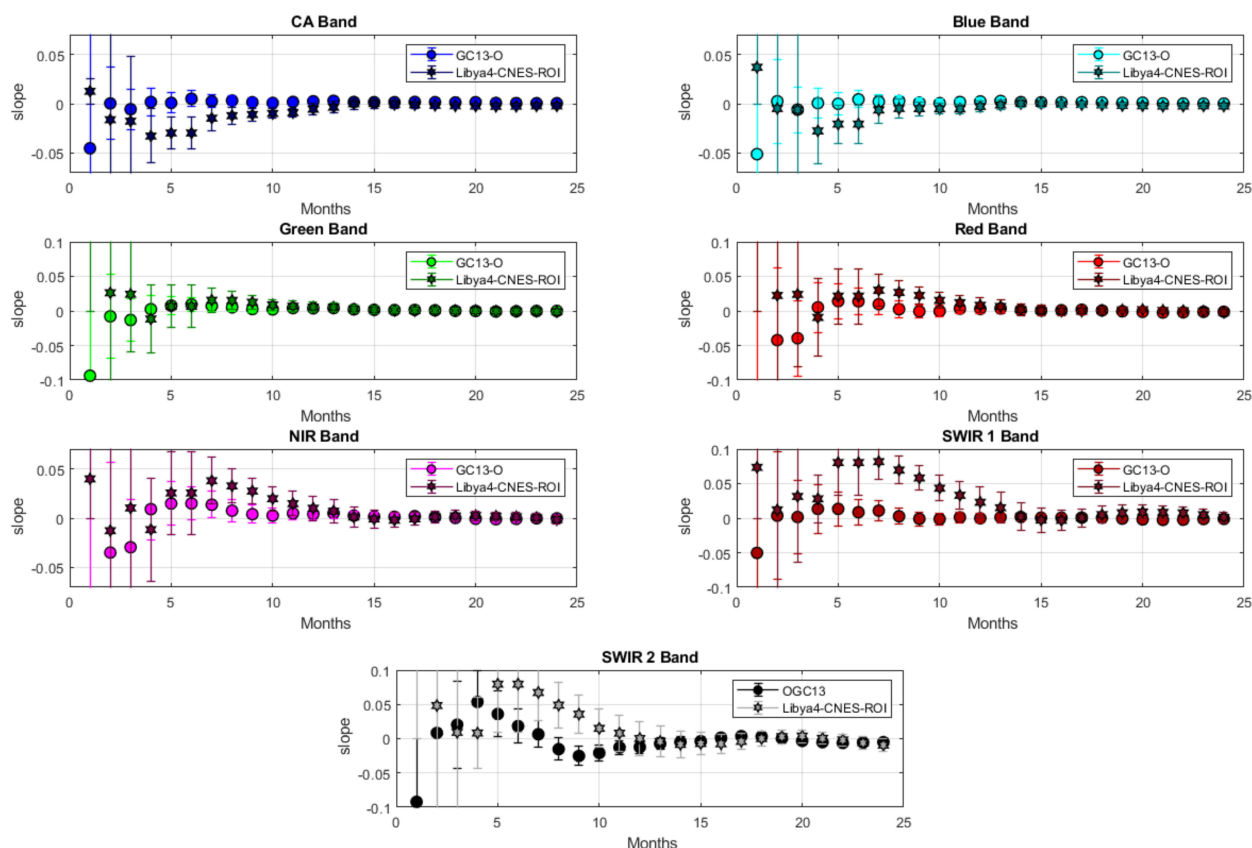 CA Band
0.05
0
-0.05
slope
0 5 10 15 20 25
Months
GC13-O
Libya4-CNES-ROI
Blue Band
0.05
0
-0.05
slope
0 5 10 15 20 25
Months
GC13-O
Libya4-CNES-ROI
Green Band
0.1
0.05
0
-0.05
-0.1
slope
0 5 10 15 20 25
Months
GC13-O
Libya4-CNES-ROI
Red Band
0.1
0.05
0
-0.05
-0.1
slope
0 5 10 15 20 25
Months
GC13-O
Libya4-CNES-ROI
NIR Band
0.05
0
-0.05
slope
0 5 10 15 20 25
Months
GC13-O
Libya4-CNES-ROI
SWIR 1 Band
0.1
0.05
0
-0.05
-0.1
slope
0 5 10 15 20 25
Months
GC13-O
Libya4-CNES-ROI
SWIR 2 Band
0.1
0.05
0
-0.05
-0.1
slope
0 5 10 15 20 25
Months
OGC13
Libya4-CNES-ROI